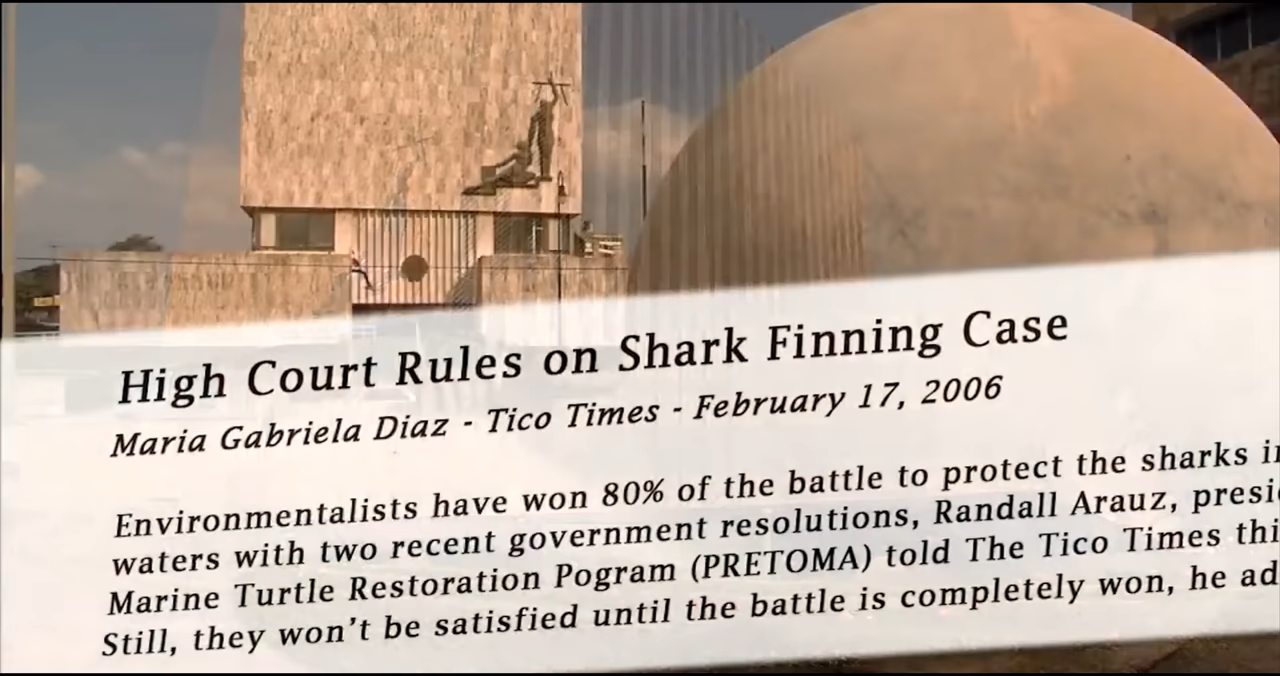 High Court Rules on Shark Finning Case
Maria Gabriela Diaz - Tico Times - February 17, 2006
Environmentalists have won 80% of the battle to protect the sharks
waters with two recent government resolutions, Randall Arauz,
Marine Turtle Restoration Pogram (PRETOMA) told The Tico Times
Still, they won't be satisfied until the battle is completely won, he